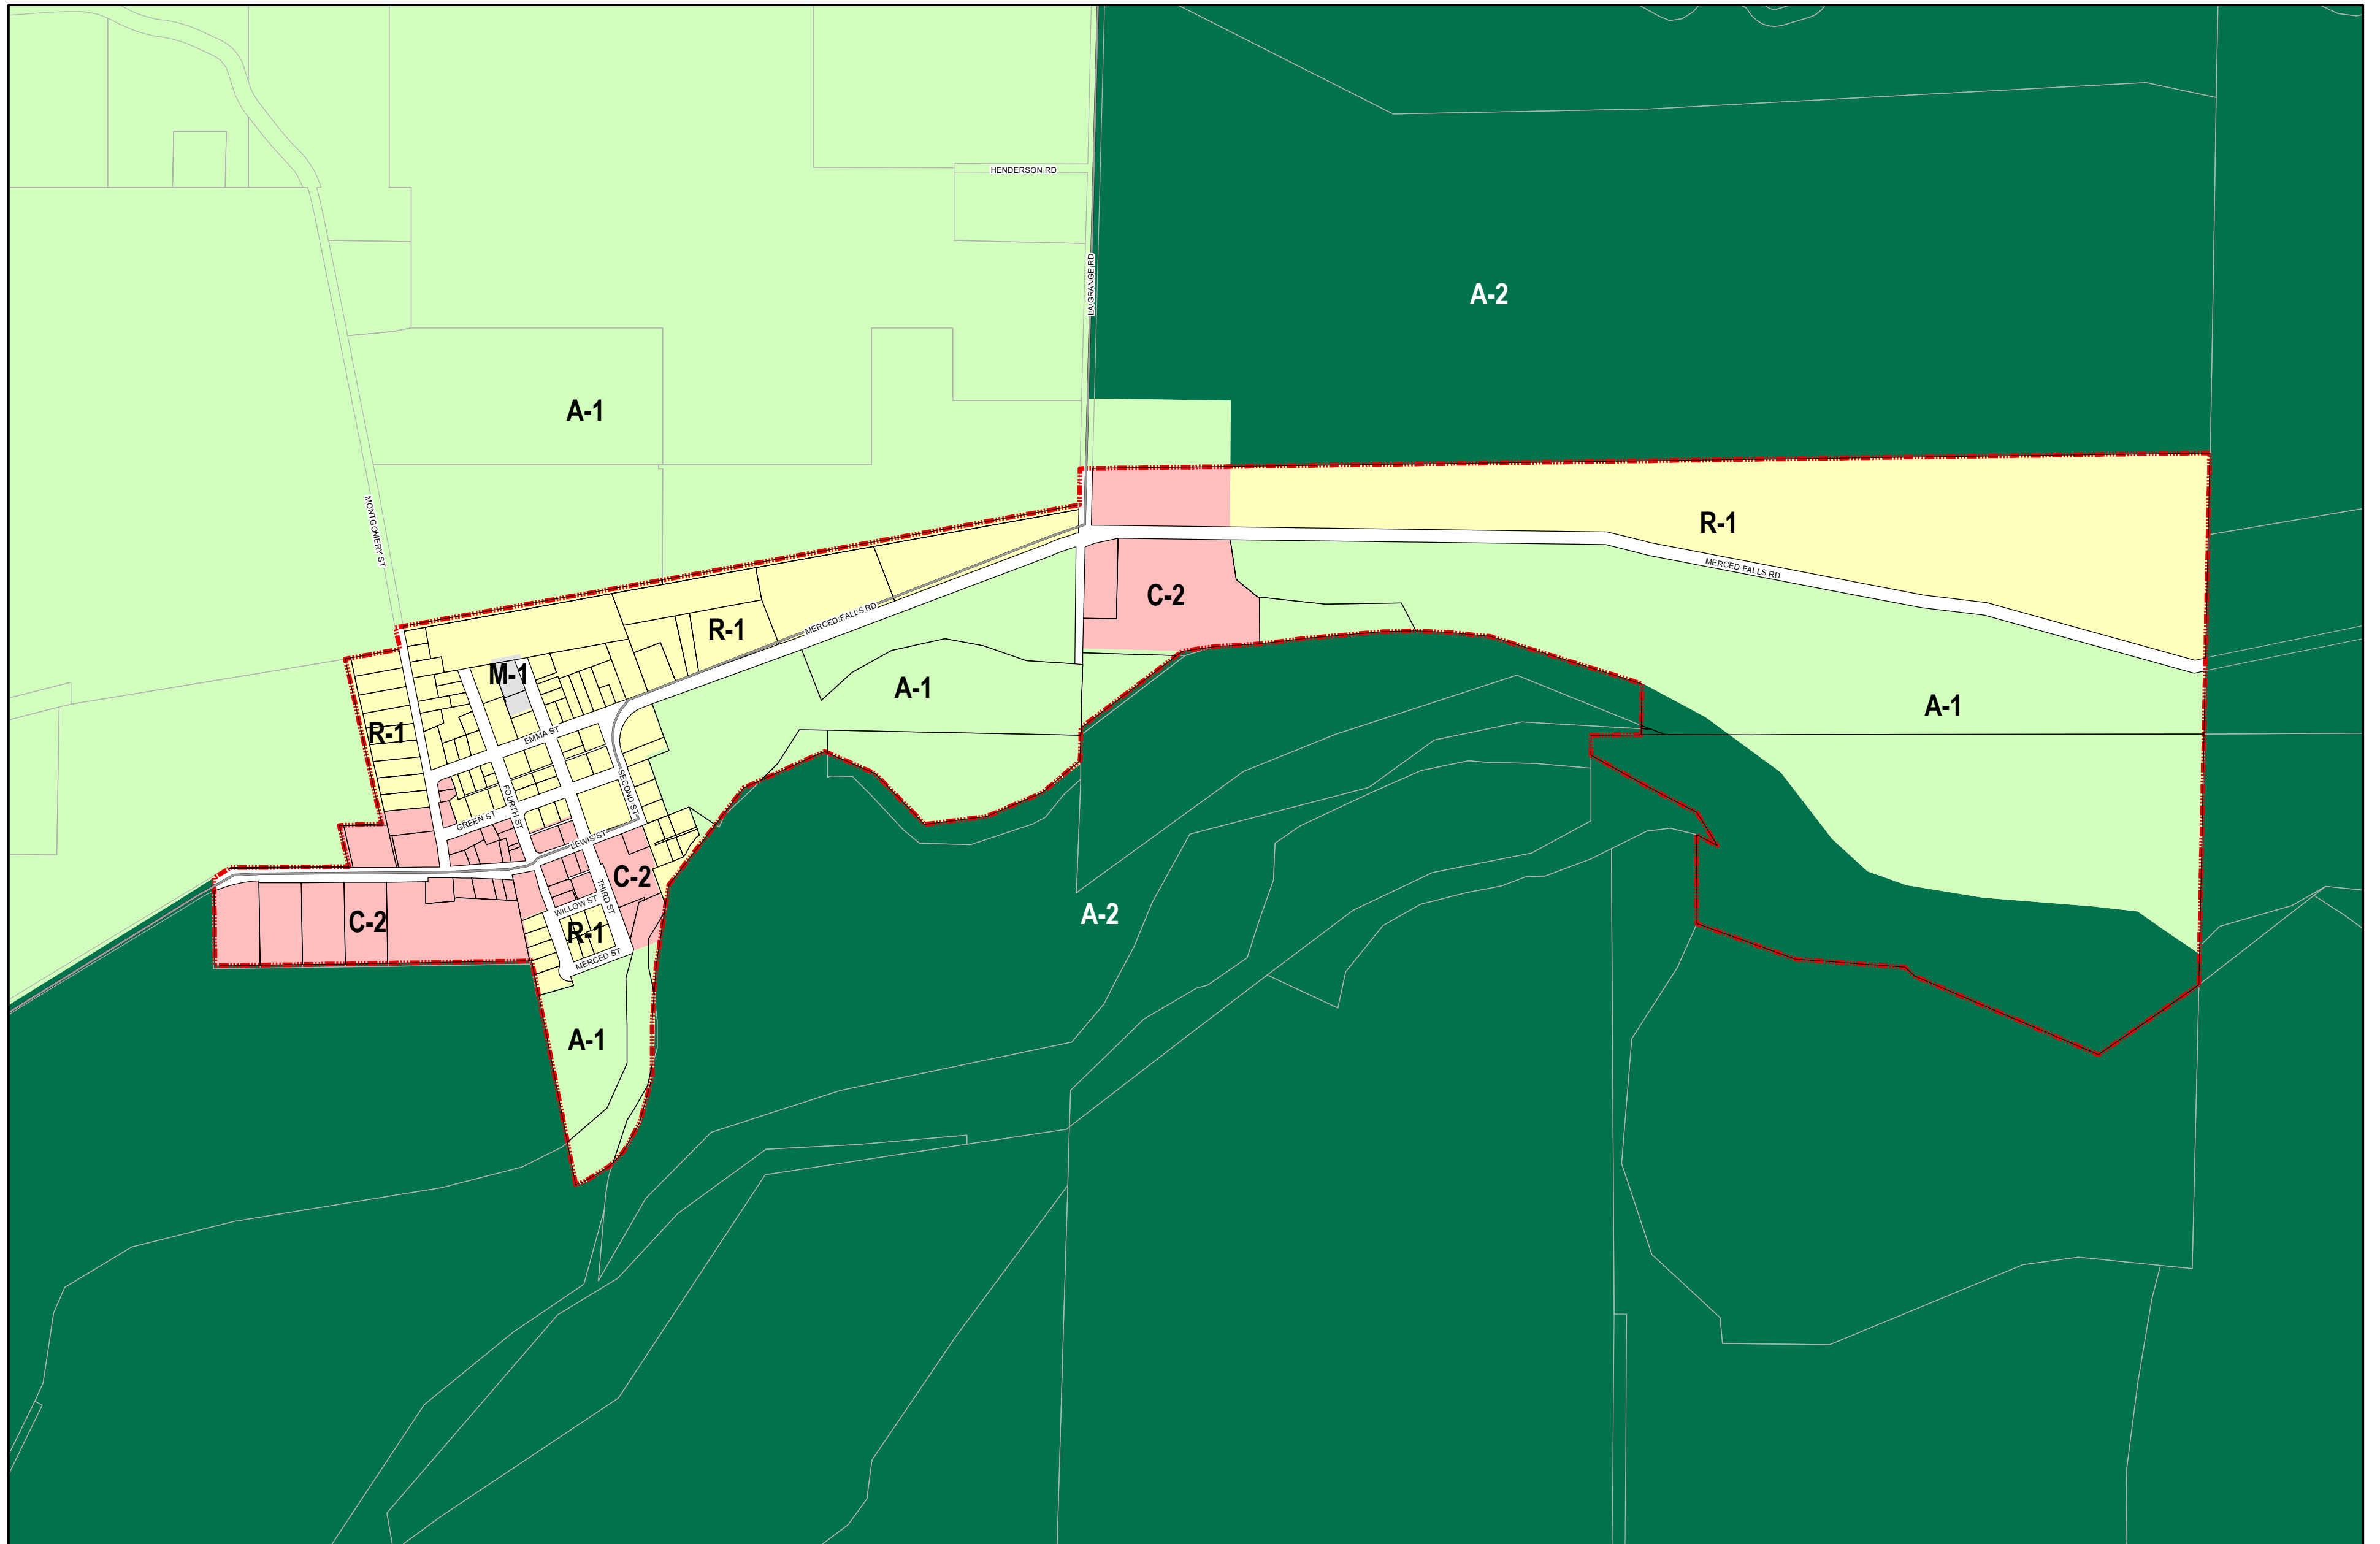 HENDERSON RD
LA GRANGE RD
A-2
A-1
MONTGOMERY ST
R-1
MERCED FALLS RD
C-2
MERCED FALLS RD
R-1
M-1
A-1
A-1
R-1
EMMA ST
SECOND ST
FOURTH ST
GREEN ST
LEWIS ST
C-2
THIRD ST
WILLOW ST
C-2
A-2
R-1
MERCED ST
A-1